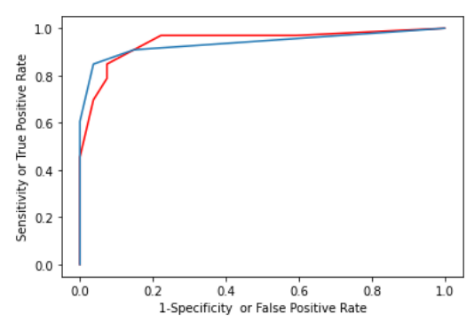 Sensitivity or True Positive Rate
1.0
0.8
0.6
0.4
0.2
0.0
0.0 0.2 0.4 0.6 0.8 1.0
1-Specificity or False Positive Rate